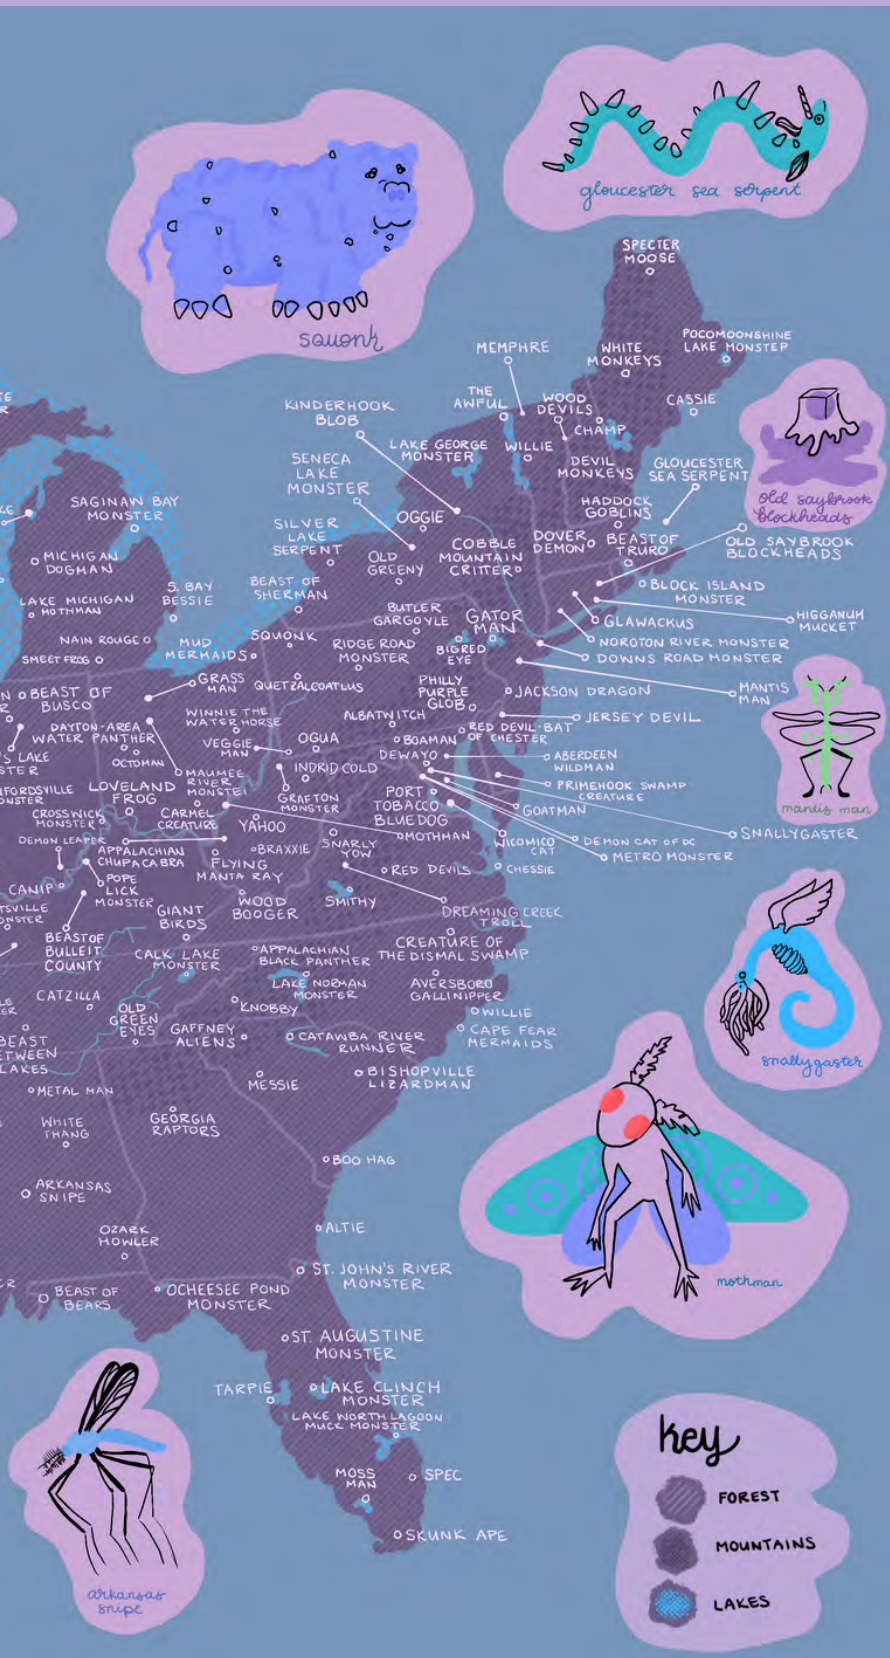 gloucester sea serpent
squonk
SPECTER
MOOSE
MEMPHRE
WHITE
MONKEYS
POCOMOONSHINE
LAKE MONSTER
THE
AWFUL
WOOD
DEVILS
CASSIE
KINDERHOOK
BLOB
CHAMP
LAKE GEORGE
MONSTER
WILLIE
SENECA
LAKE
MONSTER
DEVIL
MONKEYS
GLOUCESTER
SEA SERPENT
old saybrook
blockheads
SAGINAW BAY
MONSTER
OGGIE
HADDOCK
GOBLINS
SILVER
LAKE
SERPENT
OLD
GREENY
COBBLE
MOUNTAIN
CRITTER
DOVER
DEMON
BEAST OF
TRURO
OLD SAYBROOK
BLOCKHEADS
MICHIGAN
DOGMAN
S. BAY
BESSIE
BEAST OF
SHERMAN
BLOCK ISLAND
MONSTER
LAKE MICHIGAN
MOTHMAN
BUTLER
GARGOYLE
GATOR
MAN
GLAWACKUS
HIGGANUM
MUCKET
NAIN ROUGE
MUD
MERMAIDS
SQUONK
RIDGE ROAD
MONSTER
BIG RED
EYE
NOROTON RIVER MONSTER
DOWNS ROAD MONSTER
SMEET FROG
GRASS
MAN
QUETZALCOATLUS
PHILLY
PURPLE
GLOB
JACKSON DRAGON
MANTIS
MAN
BEAST OF
BUSCO
WINNIE THE
WATER HORSE
ALBATWITCH
JERSEY DEVIL
DAYTON-AREA
WATER PANTHER
VEGGIE
MAN
OGUA
BOAMAN
RED DEVIL-BAT
OF CHESTER
OCTOMAN
INDRID COLD
DEWAYO
ABERDEEN
WILDMAN
MAUMEE
RIVER
MONSTER
LOVELAND
FROG
GRAFTON
MONSTER
PORT
TOBACCO
BLUE DOG
PRIMEHOOK SWAMP
CREATURE
mantis man
CROSSWICK
MONSTER
CARMEL
CREATURE
YAHOO
GOATMAN
SNALLYGASTER
DEMON LEAPER
APPALACHIAN
CHUPACABRA
BRAXXIE
SNARLY
YOW
MOTHMAN
WICOMICO
CAT
DEMON CAT OF DC
METRO MONSTER
FLYING
MANTA RAY
RED DEVILS
CHESSIE
CANIP
POPE
LICK
MONSTER
WOOD
BOOGER
SMITHY
GIANT
BIRDS
DREAMING CREEK
TROLL
BEAST OF
BULLEIT
COUNTY
CALK LAKE
MONSTER
APPALACHIAN
BLACK PANTHER
CREATURE OF
THE DISMAL SWAMP
CATZILLA
LAKE NORMAN
MONSTER
AVERSBORO
GALLINIPPER
OLD
GREEN
EYES
KNOBBY
WILLIE
GAFFNEY
ALIENS
CATAWBA RIVER
RUNNER
CAPE FEAR
MERMAIDS
snallygaster
METAL MAN
MESSIE
BISHOPVILLE
LIZARDMAN
WHITE
THANG
GEORGIA
RAPTORS
BOO HAG
ARKANSAS
SNIPE
OZARK
HOWLER
ALTIE
mothman
BEAST OF
BEARS
OCHEESEE POND
MONSTER
ST. JOHN'S RIVER
MONSTER
ST. AUGUSTINE
MONSTER
TARPIE
LAKE CLINCH
MONSTER
LAKE WORTH LAGOON
MUCK MONSTER
MOSS
MAN
SPEC
SKUNK APE
arkansas
snipe
key
FOREST
MOUNTAINS
LAKES